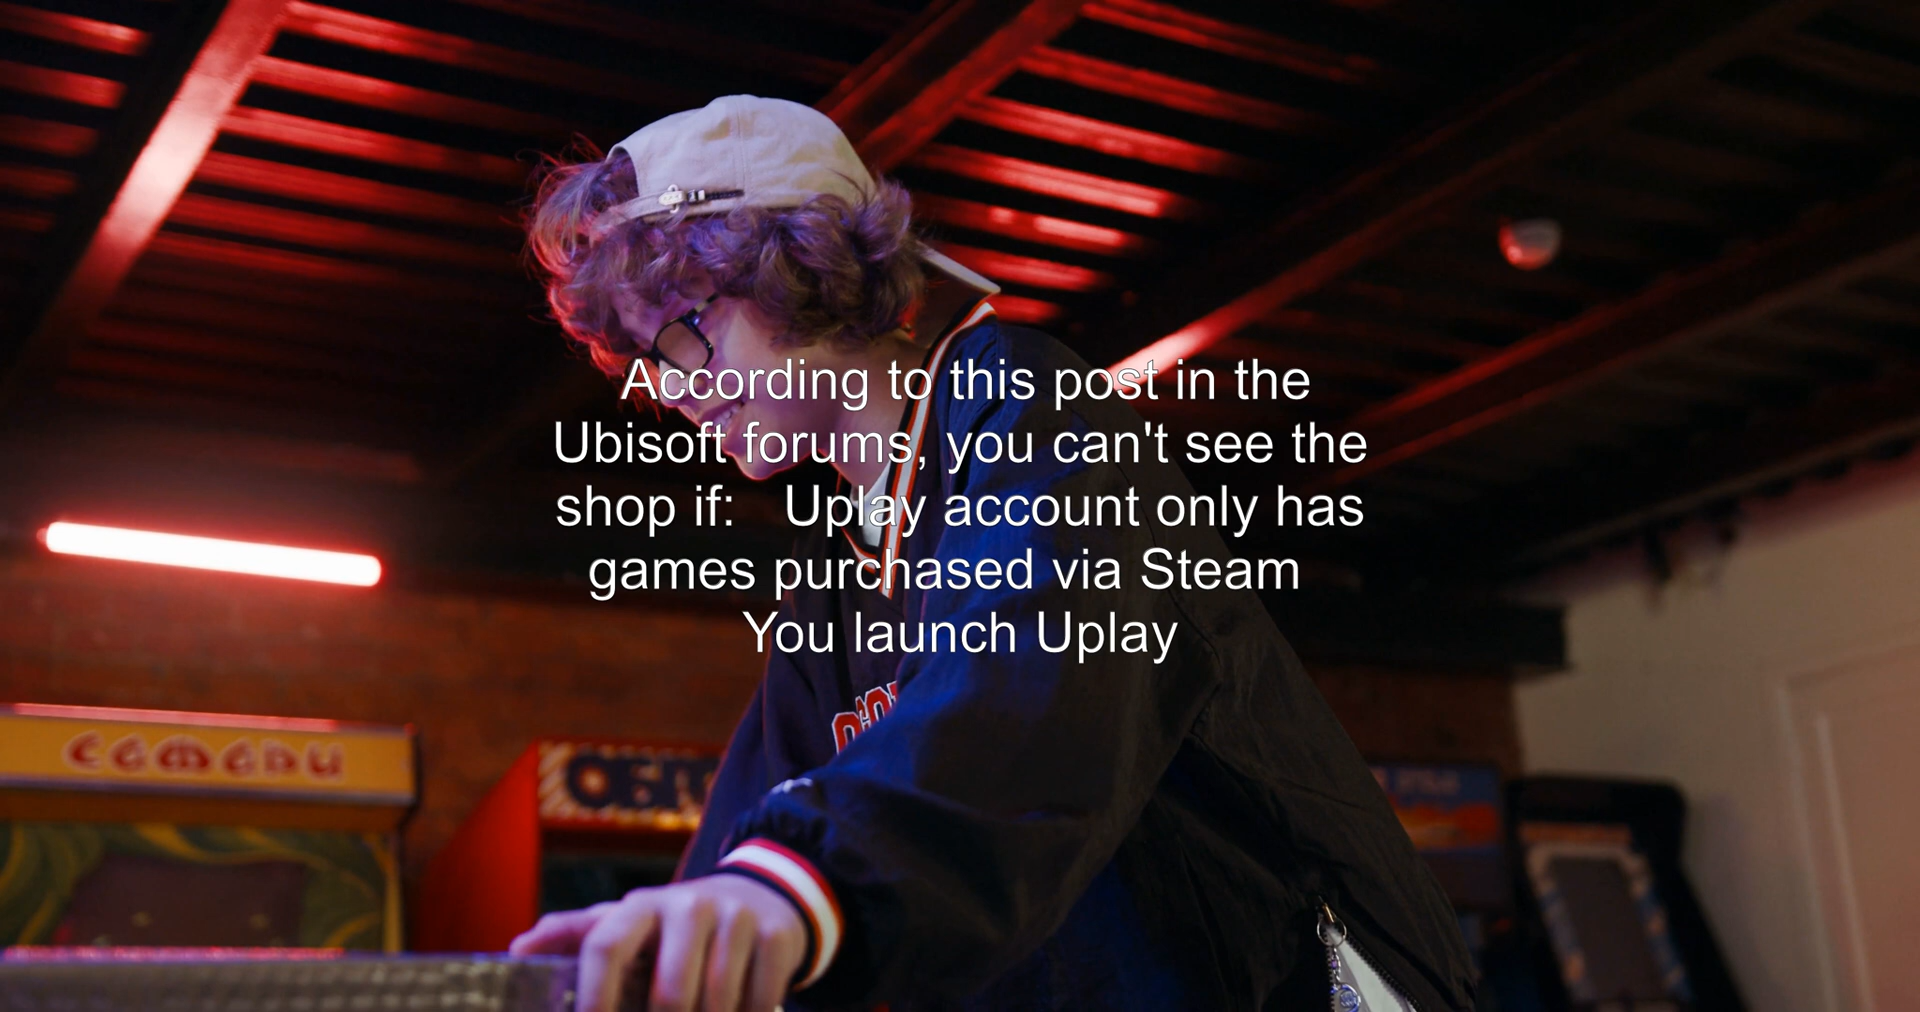 According to this post in the
Ubisoft forums, you can't see the
shop if:   Uplay account only has
games purchased via Steam
You launch Uplay